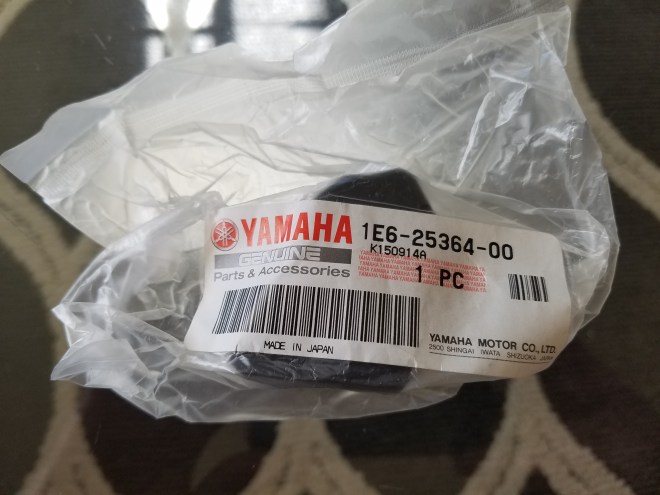 YAMAHA 1E6-25364-00
GENUINE K150914A
Parts & Accessories 1 PC
MADE IN JAPAN
YAMAHA MOTOR CO., LTD.
2500 SHINGAI IWATA SHIZUOKA JAPAN